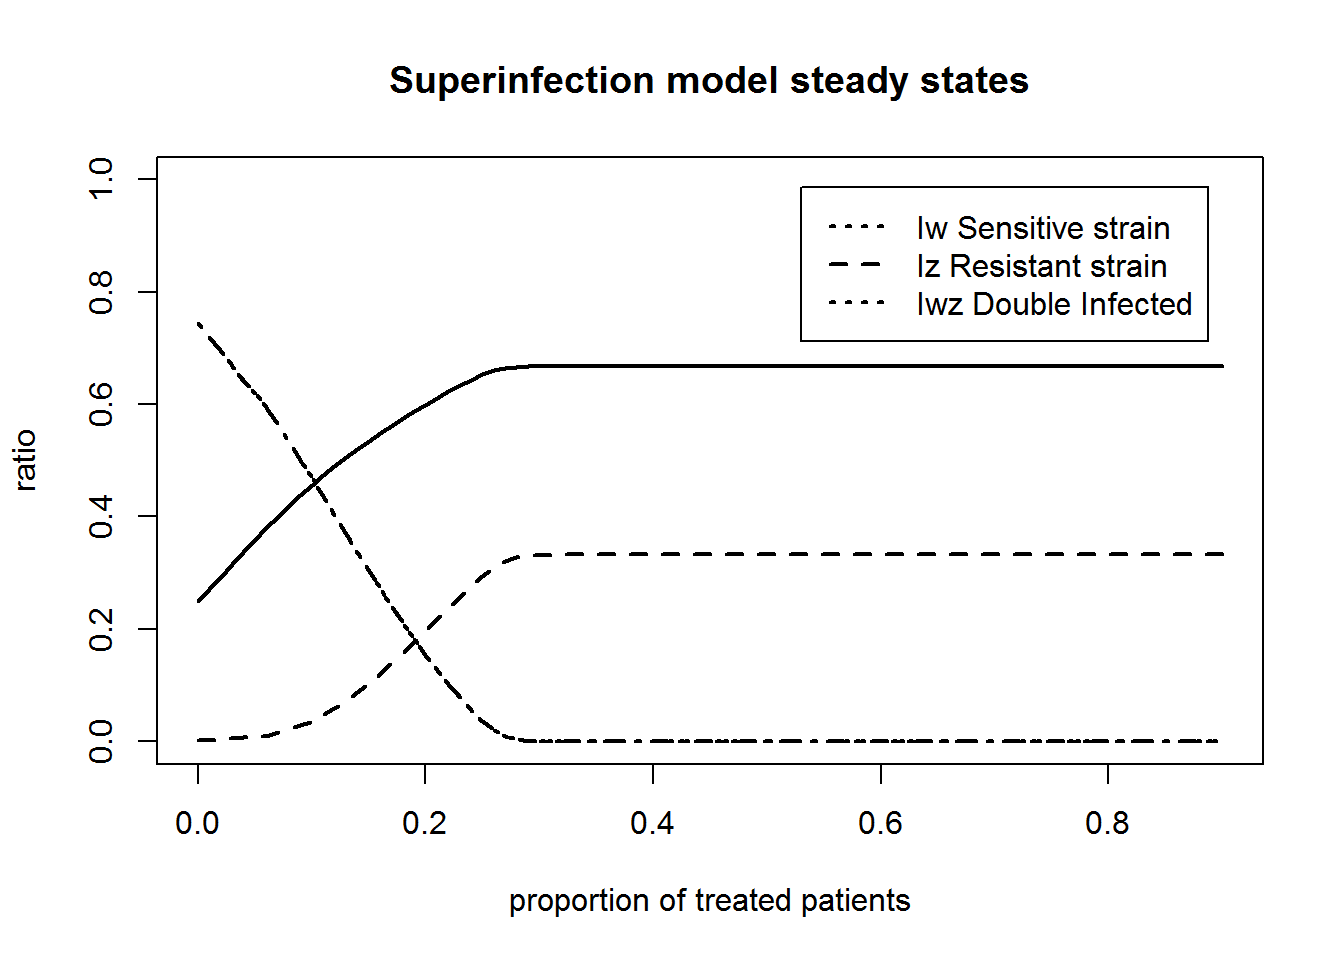 Superinfection model steady states
1.0
0.8
0.6
0.4
0.2
0.0
ratio
Iw Sensitive strain
Iz Resistant strain
Iwz Double Infected
0.0 0.2 0.4 0.6 0.8
proportion of treated patients